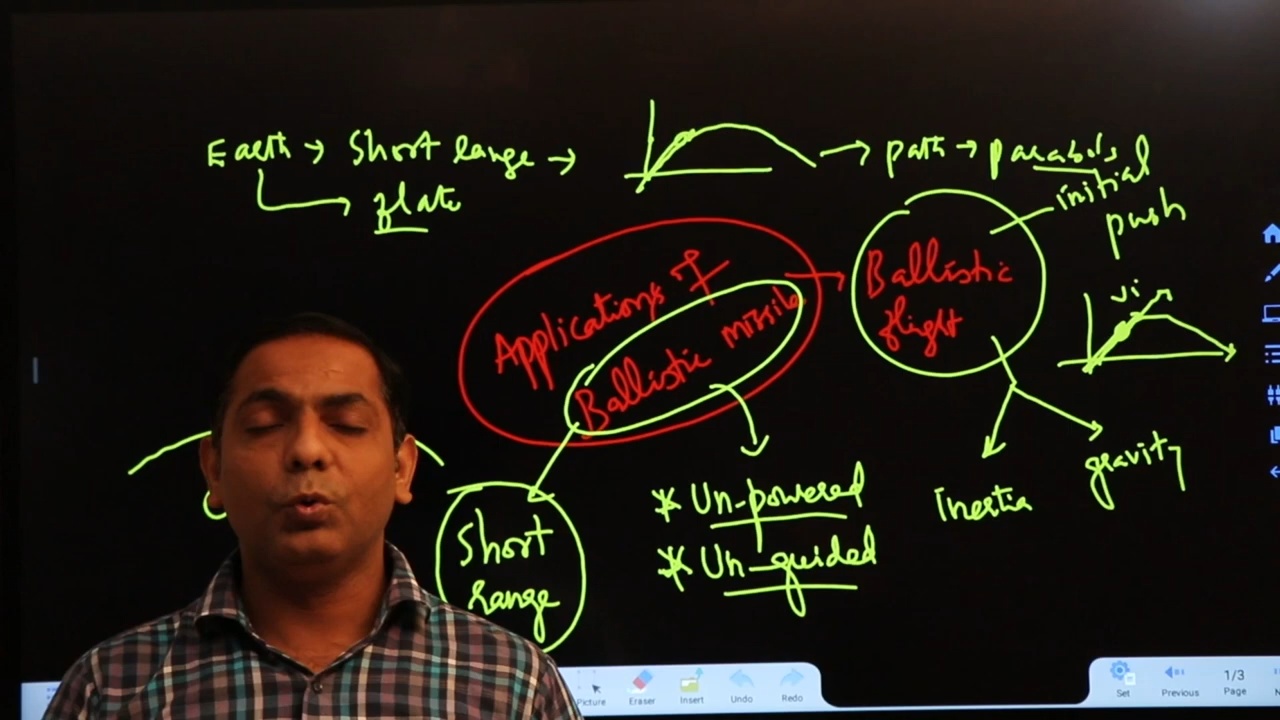 Earth → Short range → → path → parabola
flat
initial
push
Applications of
Ballistic missile
Ballistic
flight
vi
Short
range
* Un-powered
* Un-guided
Inertia
gravity
Picture Eraser Insert Undo Redo
Set Previous 1/3
Page